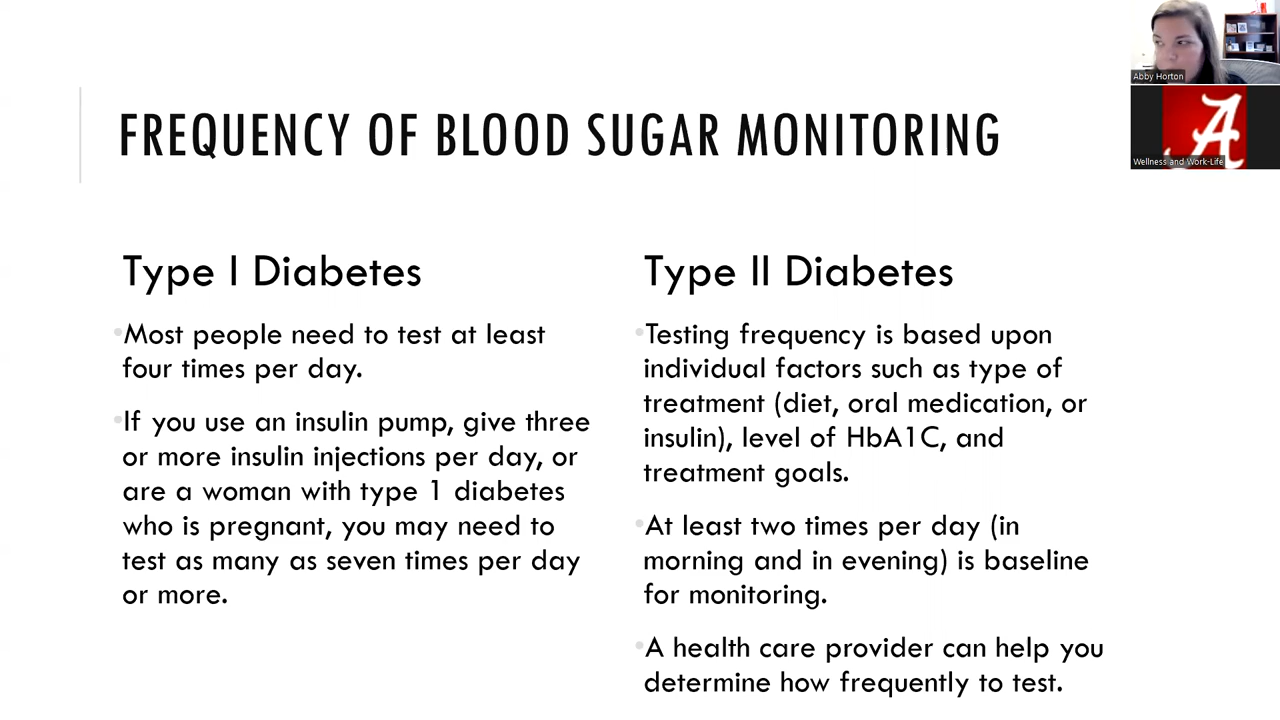 FREQUENCY OF BLOOD SUGAR MONITORING
Type I Diabetes
•Most people need to test at least
four times per day.
•If you use an insulin pump, give three
or more insulin injections per day, or
are a woman with type 1 diabetes
who is pregnant, you may need to
test as many as seven times per day
or more.
Type II Diabetes
•Testing frequency is based upon
individual factors such as type of
treatment (diet, oral medication, or
insulin), level of HbA1C, and
treatment goals.
•At least two times per day (in
morning and in evening) is baseline
for monitoring.
•A health care provider can help you
determine how frequently to test.
Abby Horton
A
Wellness and Work-Life